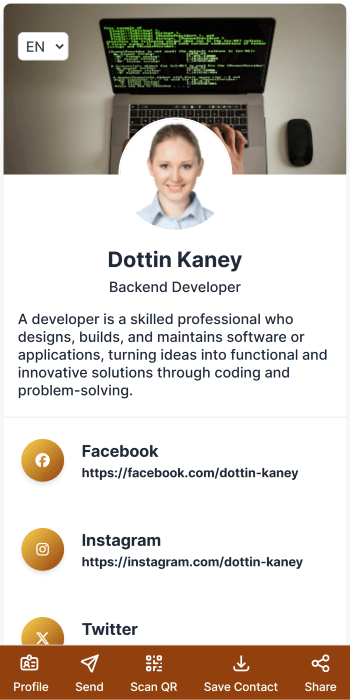 EN
Dottin Kaney
Backend Developer
A developer is a skilled professional who
designs, builds, and maintains software or
applications, turning ideas into functional and
innovative solutions through coding and
problem-solving.
Facebook
https://facebook.com/dottin-kaney
Instagram
https://instagram.com/dottin-kaney
Twitter
Profile
Send
Scan QR
Save Contact
Share